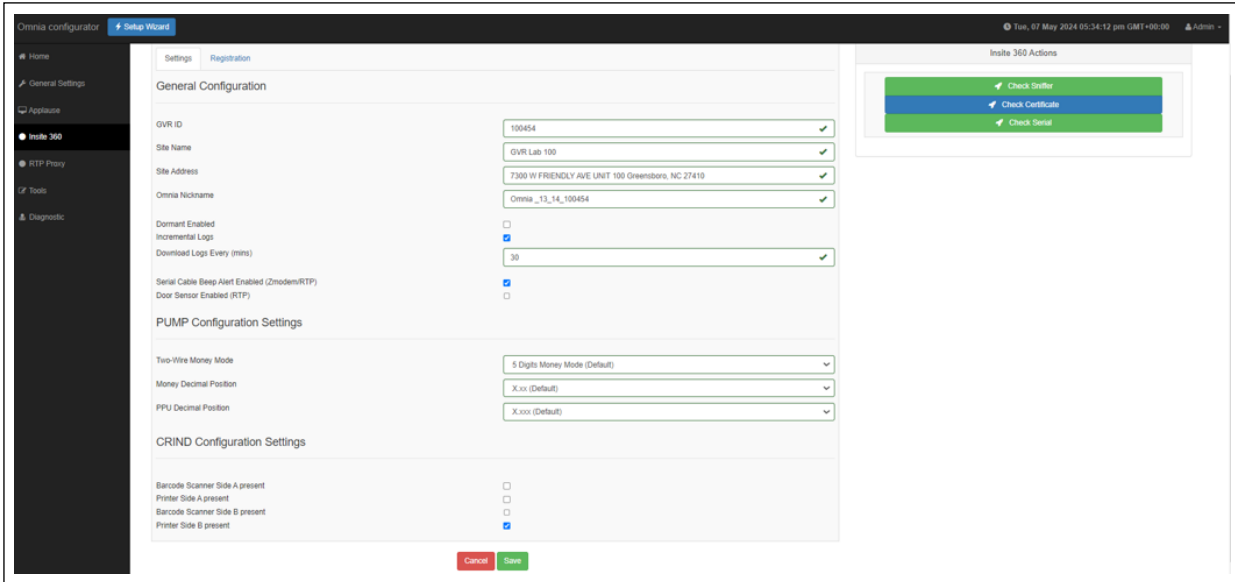 Omnia configurator
Setup Wizard
Tue, 07 May 2024 05:34:12 pm GMT+00:00
Admin
Home
General Settings
Applause
Insite 360
RTP Proxy
Tools
Diagnostic
Settings
Registration
General Configuration
GVR ID
100454
Site Name
GVR Lab 100
Site Address
7300 W FRIENDLY AVE UNIT 100 Greensboro, NC 27410
Omnia Nickname
Omnia _13_14_100454
Dormant Enabled
Incremental Logs
Download Logs Every (mins)
30
Serial Cable Beep Alert Enabled (Zmodem/RTP)
Door Sensor Enabled (RTP)
PUMP Configuration Settings
Two-Wire Money Mode
5 Digits Money Mode (Default)
Money Decimal Position
X.xx (Default)
PPU Decimal Position
X.xxx (Default)
CRIND Configuration Settings
Barcode Scanner Side A present
Printer Side A present
Barcode Scanner Side B present
Printer Side B present
Cancel
Save
Insite 360 Actions
Check Sniffer
Check Certificate
Check Serial